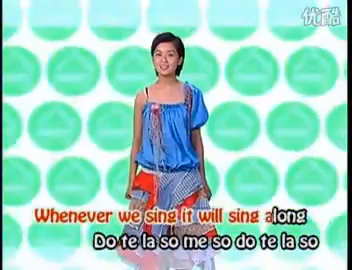 优酷
Whenever we sing it will sing along
Do te la so me so do te la so